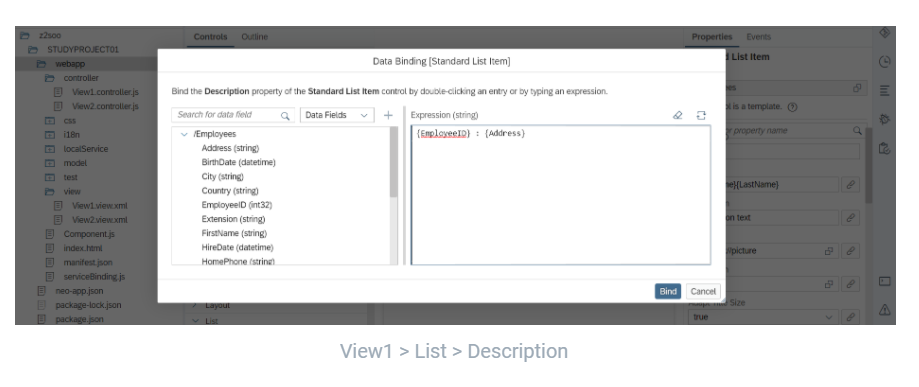 z2soo
STUDYPROJECT01
webapp
controller
View1.controller.js
View2.controller.js
css
i18n
localService
model
test
view
View1.view.xml
View2.view.xml
Component.js
index.html
manifest.json
serviceBinding.js
neo-app.json
package-lock.json
package.json
Controls Outline
Layout
List
Data Binding [Standard List Item]
Bind the Description property of the Standard List Item control by double-clicking an entry or by typing an expression.
Search for data field
Data Fields
/Employees
Address (string)
BirthDate (datetime)
City (string)
Country (string)
EmployeeID (int32)
Extension (string)
FirstName (string)
HireDate (datetime)
HomePhone (string)
Expression (string)
{EmployeeID} : {Address}
Bind Cancel
Properties Events
List Item
ol is a template.
property name
e}{LastName}
on text
picture
Size
true
View1 > List > Description